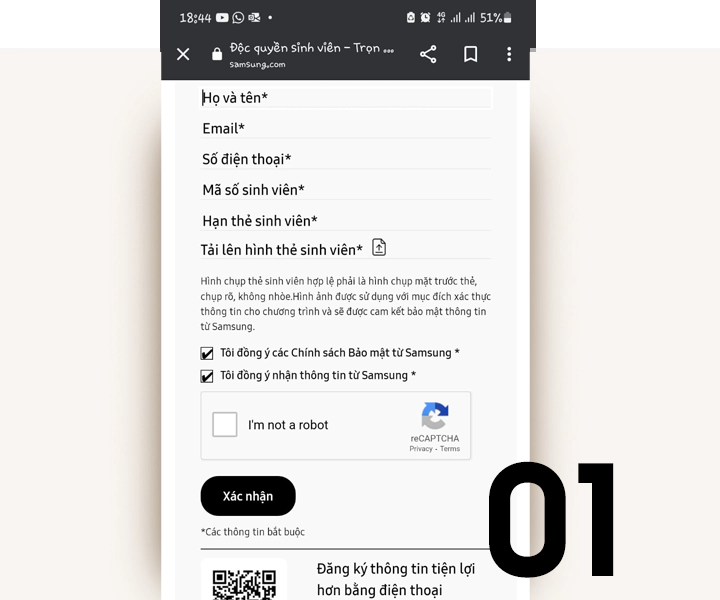 18:44
51%
Độc quyền sinh viên – Trọn ...
samsung.com
Họ và tên*
Email*
Số điện thoại*
Mã số sinh viên*
Hạn thẻ sinh viên*
Tải lên hình thẻ sinh viên*
Hình chụp thẻ sinh viên hợp lệ phải là hình chụp mặt trước thẻ,
chụp rõ, không nhòe.Hình ảnh được sử dụng với mục đích xác thực
thông tin cho chương trình và sẽ được cam kết bảo mật thông tin
từ Samsung.
Tôi đồng ý các Chính sách Bảo mật từ Samsung *
Tôi đồng ý nhận thông tin từ Samsung *
I'm not a robot
reCAPTCHA
Privacy - Terms
Xác nhận
01
*Các thông tin bắt buộc
Đăng ký thông tin tiện lợi
hơn bằng điện thoại